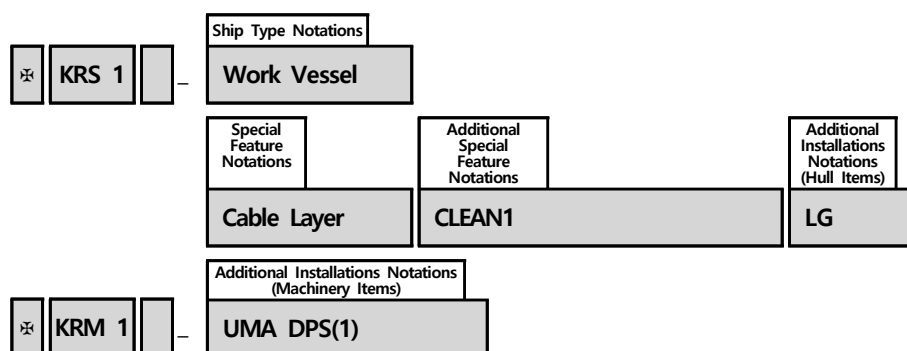 Ship Type Notations
✠ KRS 1 _ Work Vessel
Special
Feature
Notations
Additional
Special
Feature
Notations
Additional
Installations
Notations
(Hull Items)
Cable Layer
CLEAN1
LG
Additional Installations Notations
(Machinery Items)
✠ KRM 1 _ UMA DPS(1)